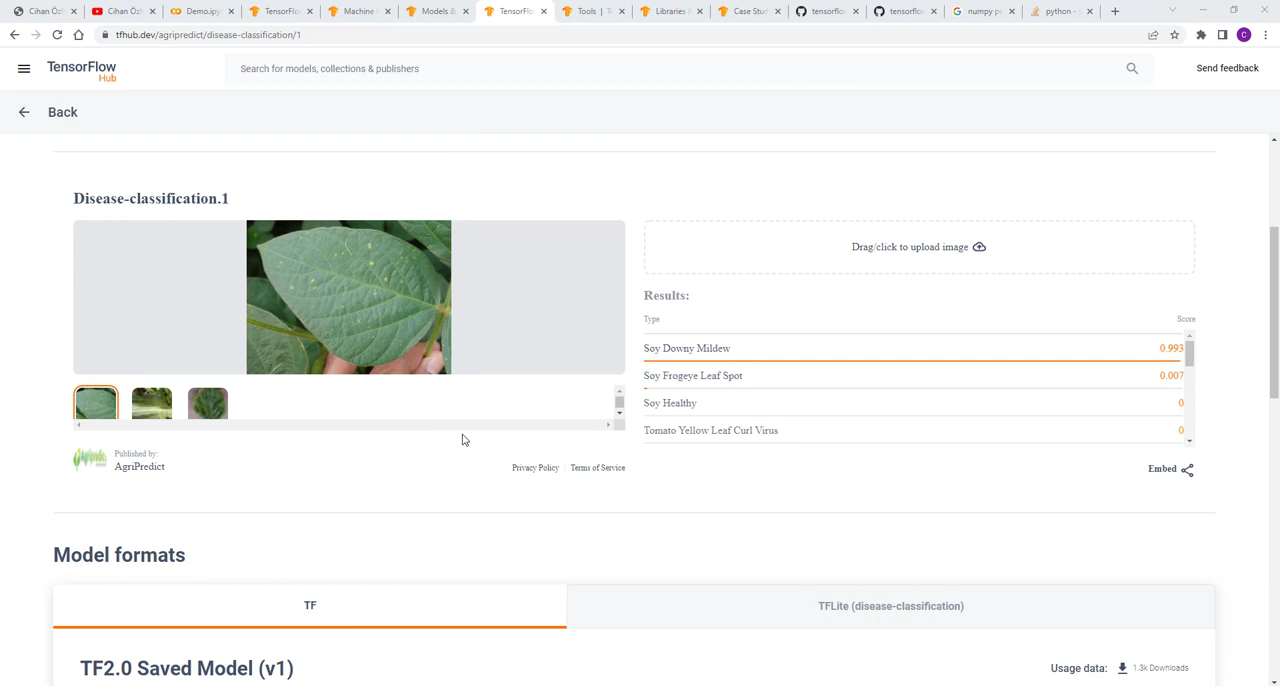 Cihan Özh
Cihan Özh
Demo.ipy
TensorFlo
Machine
Models &
TensorFlo
Tools | T
Libraries &
Case Stud
tensorflo
tensorflo
numpy p
python - s
tfhub.dev/agripredict/disease-classification/1
C
TensorFlow
Hub
Search for models, collections & publishers
Send feedback
Back
Disease-classification.1
Drag/click to upload image
Results:
Type Score
Soy Downy Mildew 0.993
Soy Frogeye Leaf Spot 0.007
Soy Healthy 0
Tomato Yellow Leaf Curl Virus 0
Published by:
AgriPredict
Privacy Policy | Terms of Service
Embed
Model formats
TF
TFLite (disease-classification)
TF2.0 Saved Model (v1)
Usage data: 1.3k Downloads